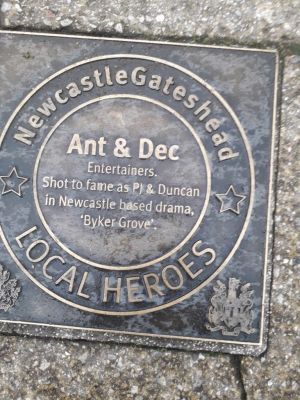 NewcastleGateshead
Ant & Dec
Entertainers.
Shot to fame as PJ & Duncan
in Newcastle based drama,
'Byker Grove'.
LOCAL HEROES